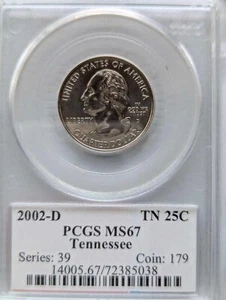 UNITED STATES OF AMERICA
LIBERTY
IN
GOD WE
TRUST
QUARTER DOLLAR
2002-D TN 25C
PCGS MS67
Tennessee
Series: 39 Coin: 179
14005.67/72385038